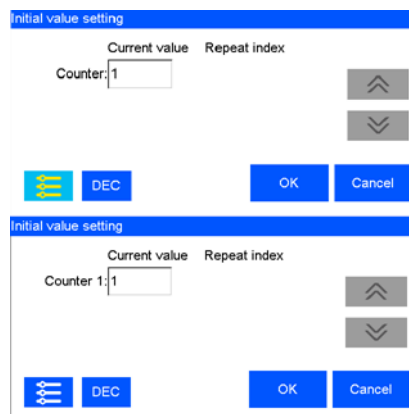 Initial value setting
Current value Repeat index
Counter: 1
DEC OK Cancel
Initial value setting
Current value Repeat index
Counter 1: 1
DEC OK Cancel